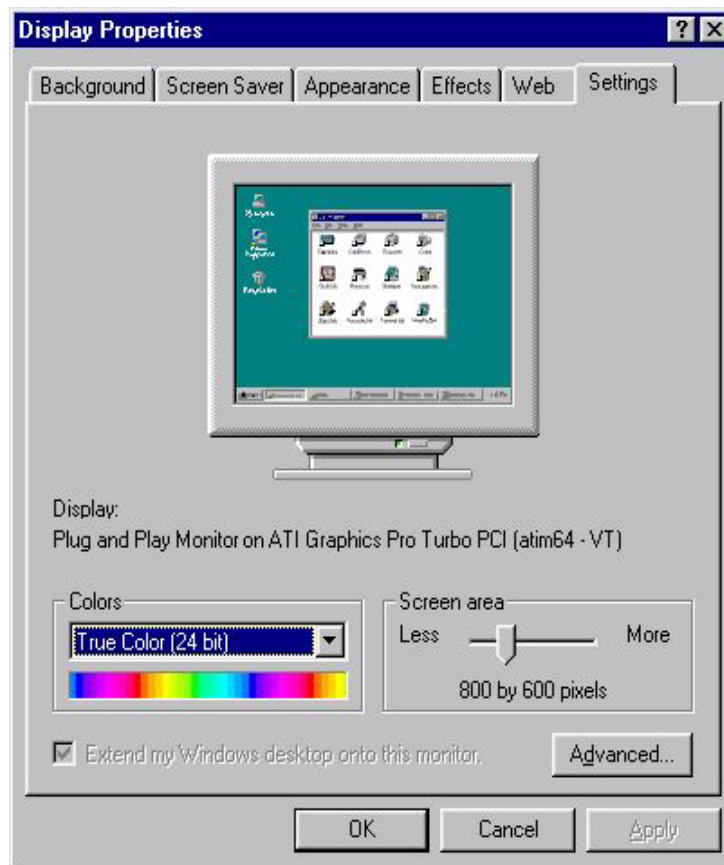 Display Properties
Background Screen Saver Appearance Effects Web Settings
Display:
Plug and Play Monitor on ATI Graphics Pro Turbo PCI (atim64 - VT)
Colors
True Color (24 bit)
Screen area
Less More
800 by 600 pixels
Extend my Windows desktop onto this monitor.
Advanced...
OK Cancel Apply